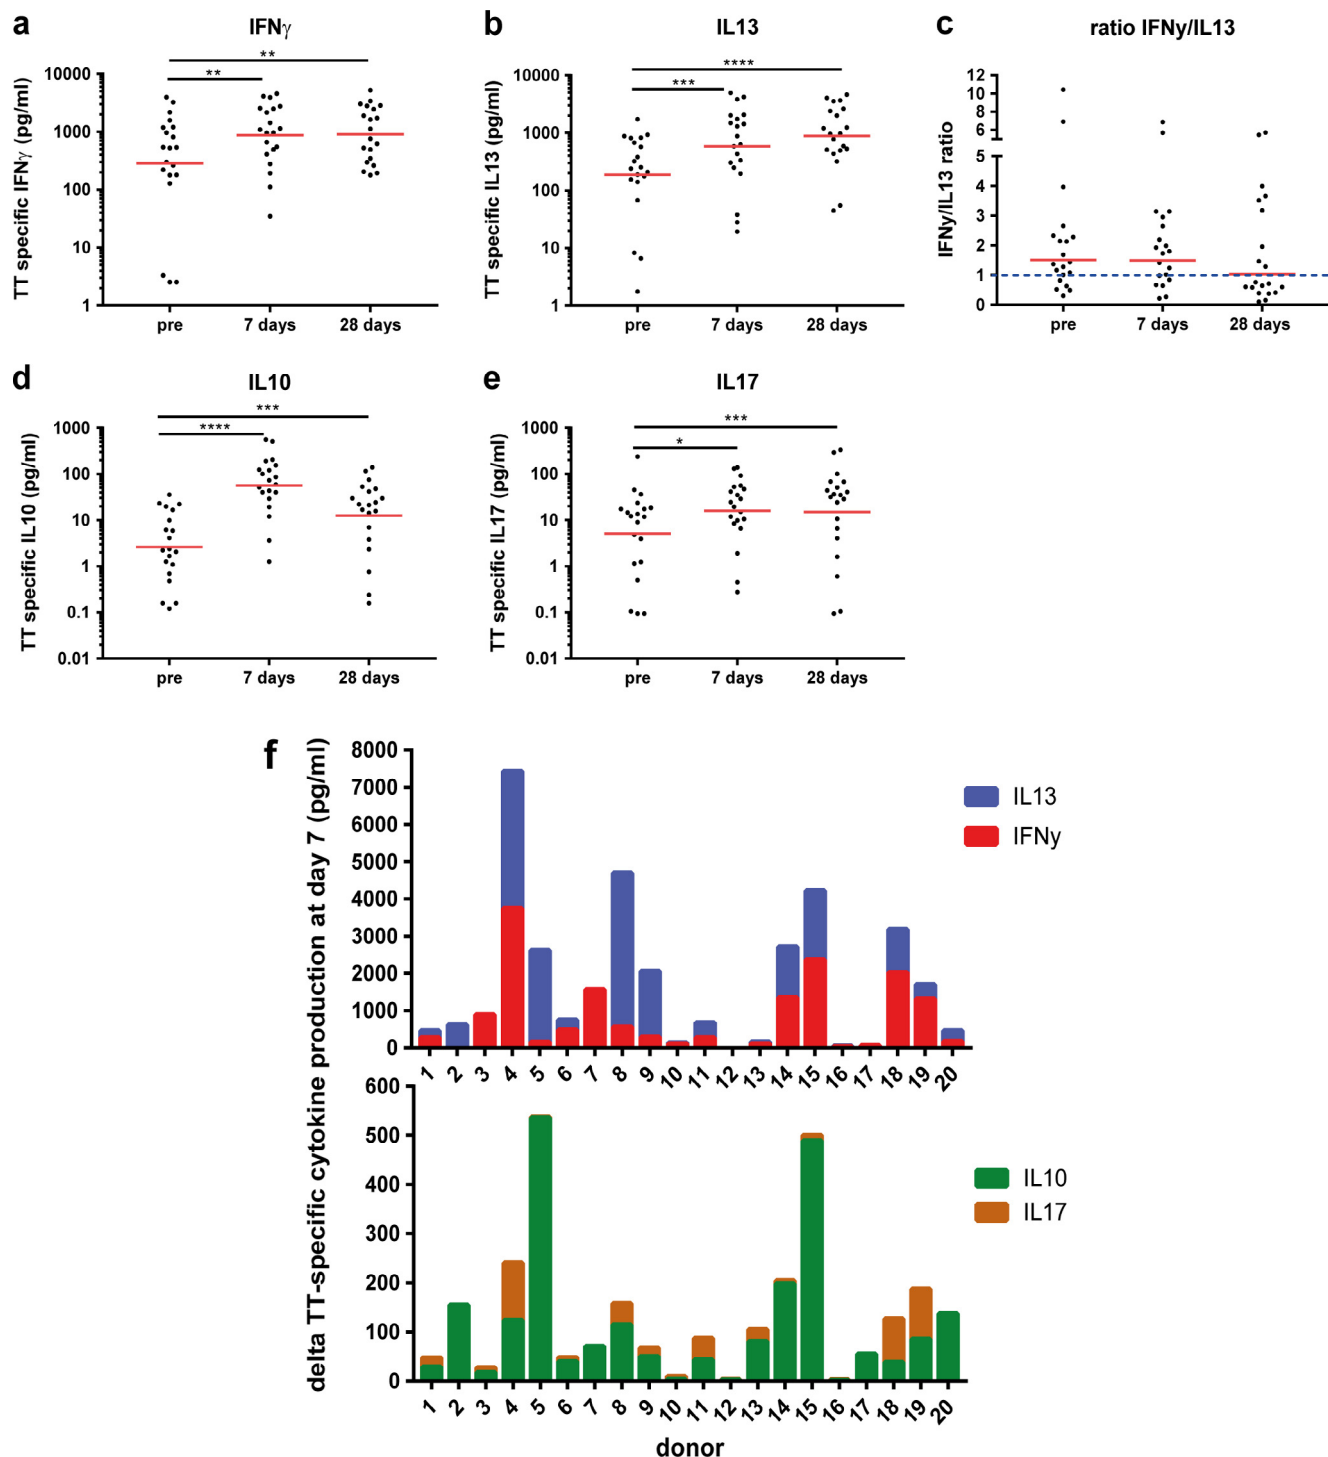 a
IFNγ
**
**
TT specific IFNγ (pg/ml)
10000
1000
100
10
1
pre
7 days
28 days
b
IL13
****
***
TT specific IL13 (pg/ml)
10000
1000
100
10
1
pre
7 days
28 days
c
ratio IFNy/IL13
IFNy/IL13 ratio
12
10
8
6
5
4
3
2
1
0
pre
7 days
28 days
d
IL10
***
****
TT specific IL10 (pg/ml)
1000
100
10
1
0.1
0.01
pre
7 days
28 days
e
IL17
***
*
TT specific IL17 (pg/ml)
1000
100
10
1
0.1
0.01
pre
7 days
28 days
f
delta TT-specific cytokine production at day 7 (pg/ml)
8000
7000
6000
5000
4000
3000
2000
1000
0
1 2 3 4 5 6 7 8 9 10 11 12 13 14 15 16 17 18 19 20
IL13
IFNy
600
500
400
300
200
100
0
1 2 3 4 5 6 7 8 9 10 11 12 13 14 15 16 17 18 19 20
IL10
IL17
donor